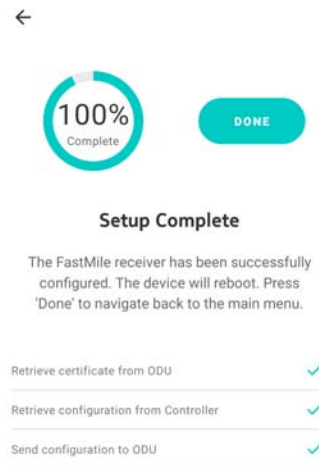 100%
Complete
DONE
Setup Complete
The FastMile receiver has been successfully
configured. The device will reboot. Press
'Done' to navigate back to the main menu.
Retrieve certificate from ODU
Retrieve configuration from Controller
Send configuration to ODU